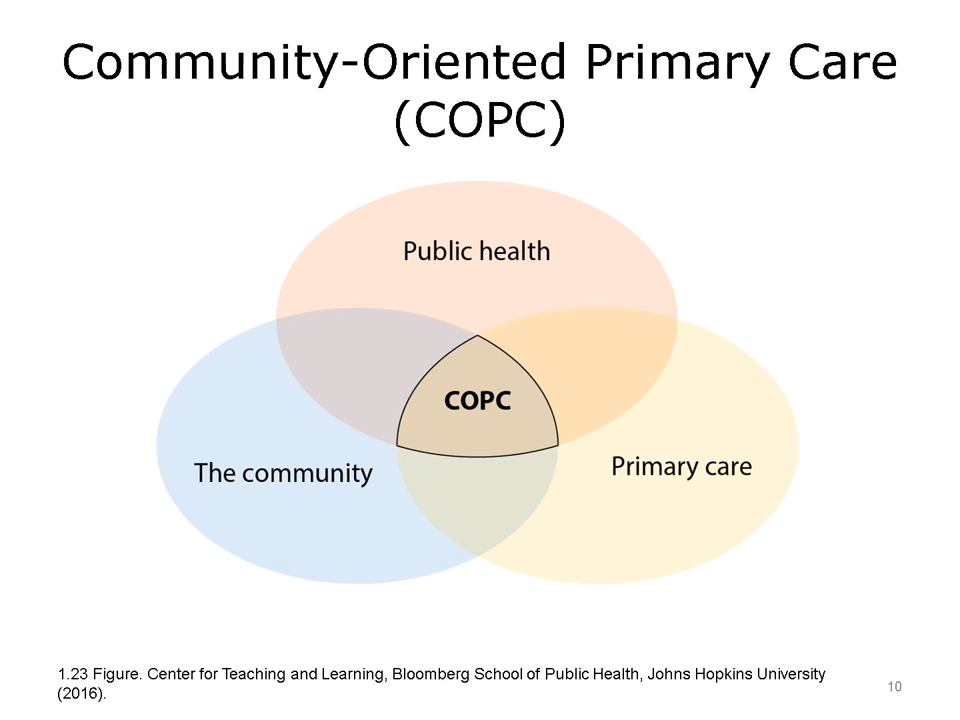 Community-Oriented Primary Care
(COPC)
Public health
COPC
The community
Primary care
1.23 Figure. Center for Teaching and Learning, Bloomberg School of Public Health, Johns Hopkins University
(2016).
10